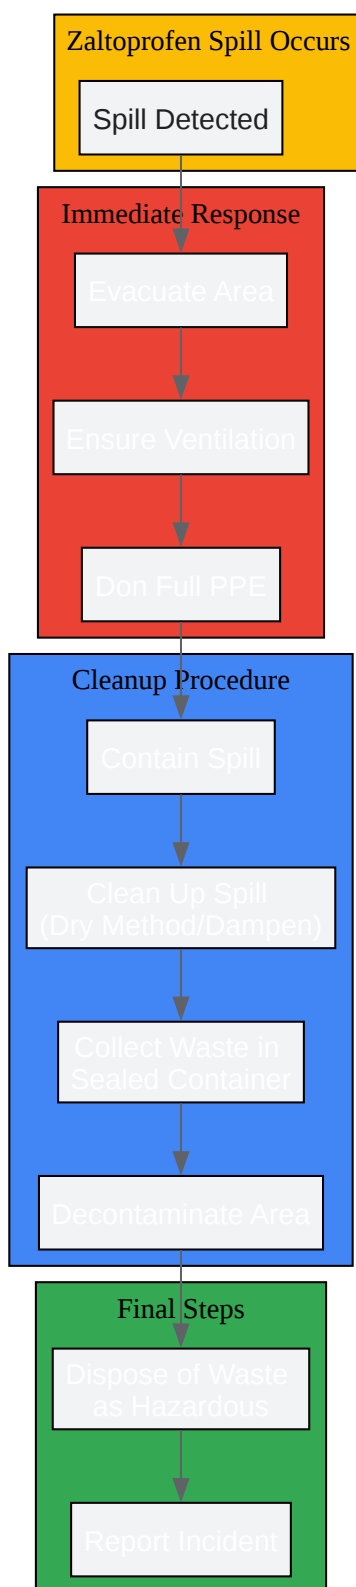 Zaltoprofen Spill Occurs
Spill Detected
Immediate Response
Evacuate Area
Ensure Ventilation
Don Full PPE
Cleanup Procedure
Contain Spill
Clean Up Spill
(Dry Method/Dampen)
Collect Waste in
Sealed Container
Decontaminate Area
Final Steps
Dispose of Waste
as Hazardous
Report Incident